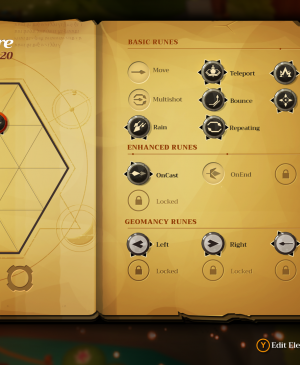 re
20
BASIC RUNES
Move Teleport
Multishot Bounce
Rain Repeating
ENHANCED RUNES
OnCast OnEnd
Locked
GEOMANCY RUNES
Left Right
Locked Locked
Y Edit Ele